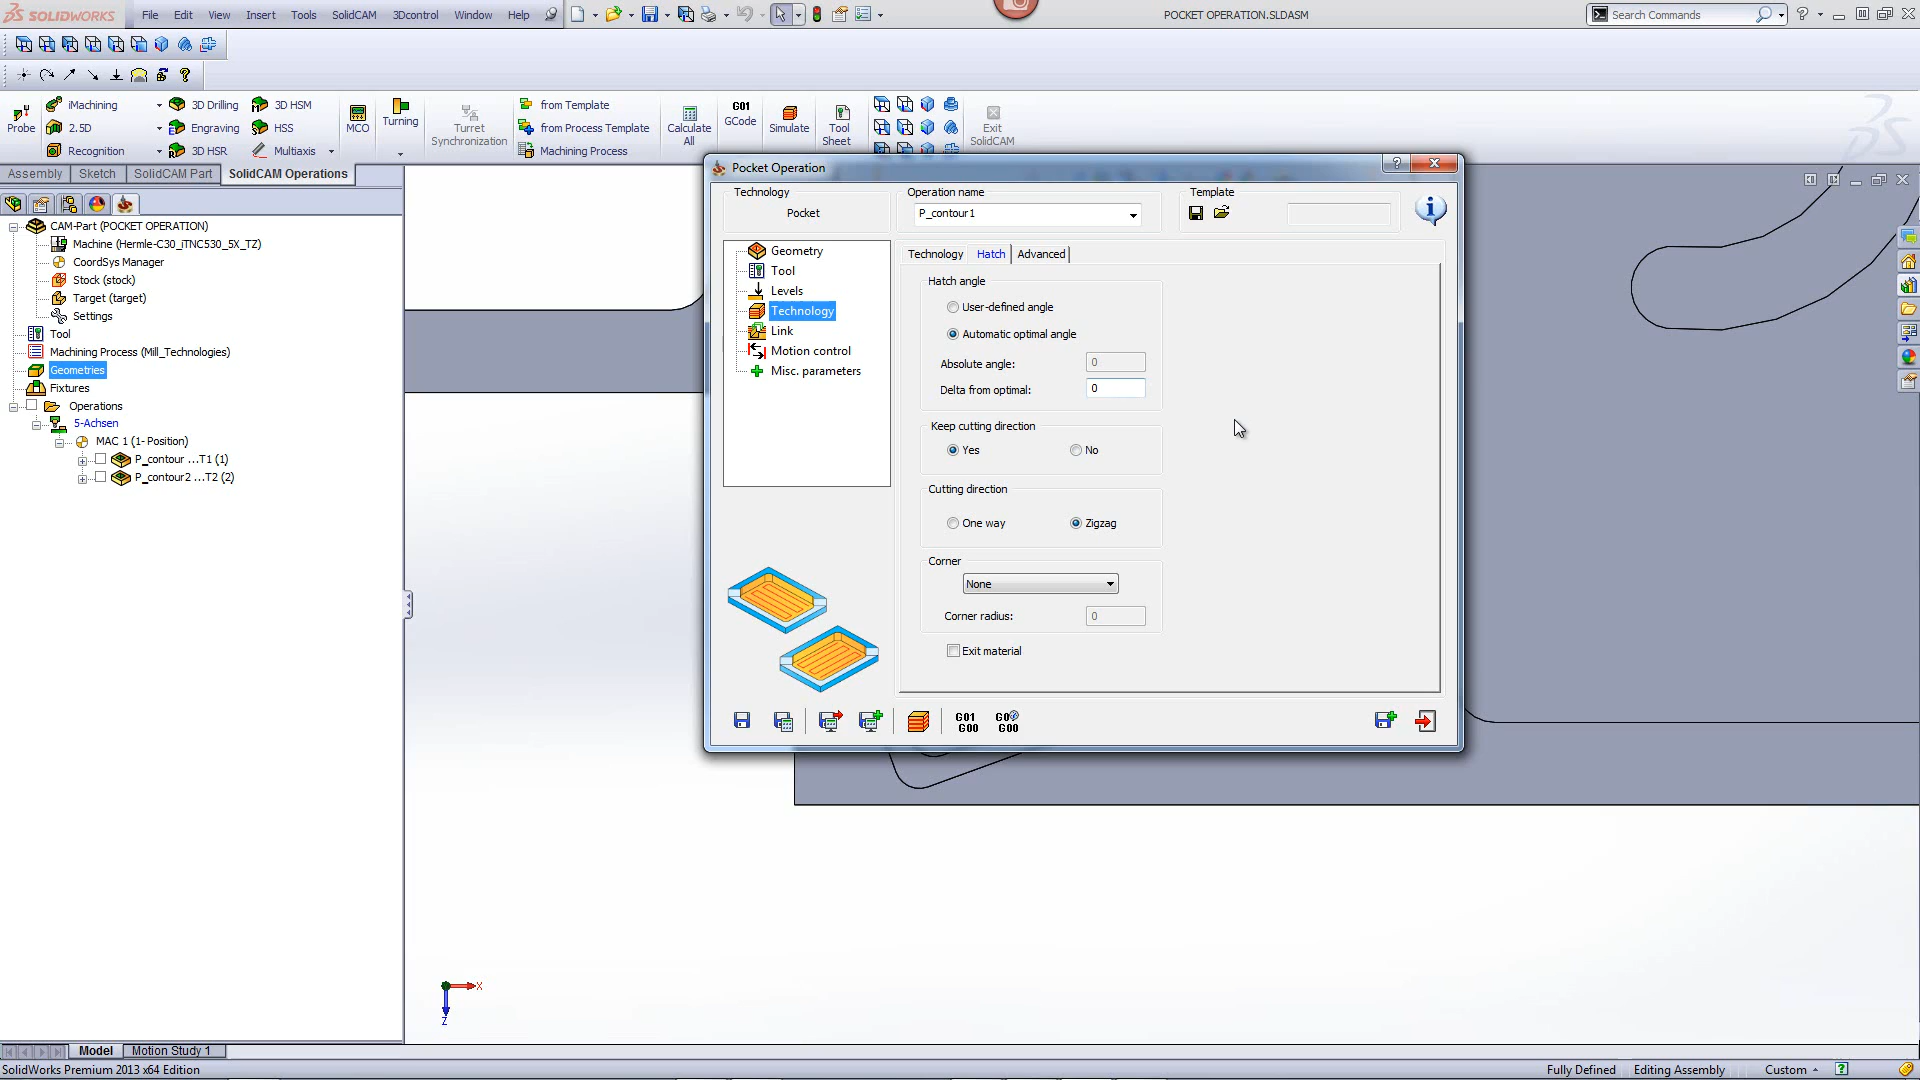 SOLIDWORKS File Edit View Insert Tools SolidCAM 3Dcontrol Window Help POCKET OPERATION.SLDASM Search Commands
iMachining 3D Drilling 3D HSM from Template G01
Probe 2.5D Engraving HSS MCO Turning Turret Synchronization from Process Template Calculate All GCode Simulate Tool Sheet Exit SolidCAM
Recognition 3D HSR Multiaxis Machining Process
Assembly Sketch SolidCAM Part SolidCAM Operations
CAM-Part (POCKET OPERATION)
Machine (Hermle-C30_iTNC530_5X_TZ)
CoordSys Manager
Stock (stock)
Target (target)
Settings
Tool
Machining Process (Mill_Technologies)
Geometries
Fixtures
Operations
5-Achsen
MAC 1 (1- Position)
P_contour ...T1 (1)
P_contour2 ...T2 (2)
Pocket Operation
Technology Operation name Template
Pocket P_contour1
Geometry
Tool
Levels
Technology
Link
Motion control
Misc. parameters
Technology Hatch Advanced
Hatch angle
User-defined angle
Automatic optimal angle
Absolute angle: 0
Delta from optimal: 0
Keep cutting direction
Yes No
Cutting direction
One way Zigzag
Corner
None
Corner radius: 0
Exit material
G01 G00
G00
X
Z
Model Motion Study 1
SolidWorks Premium 2013 x64 Edition Fully Defined Editing Assembly Custom